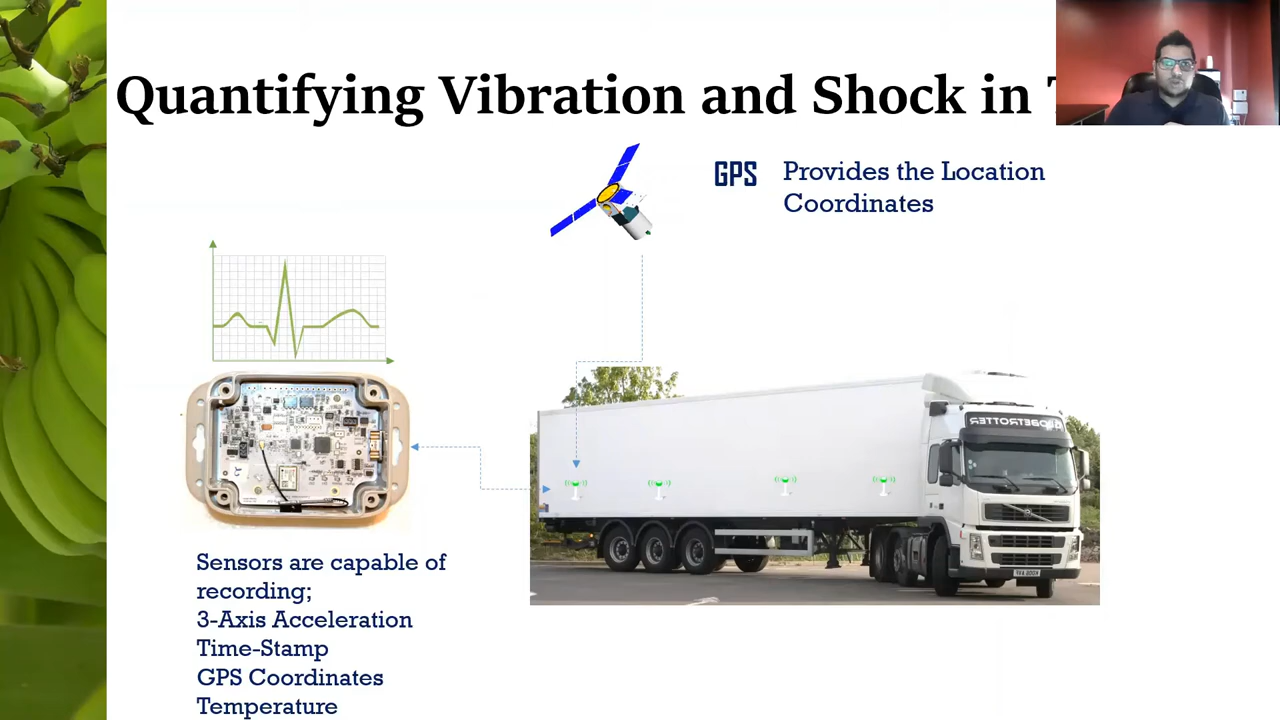 Quantifying Vibration and Shock in
GPS
Provides the Location
Coordinates
GLOBETROTTER
Sensors are capable of
recording;
3-Axis Acceleration
Time-Stamp
GPS Coordinates
Temperature